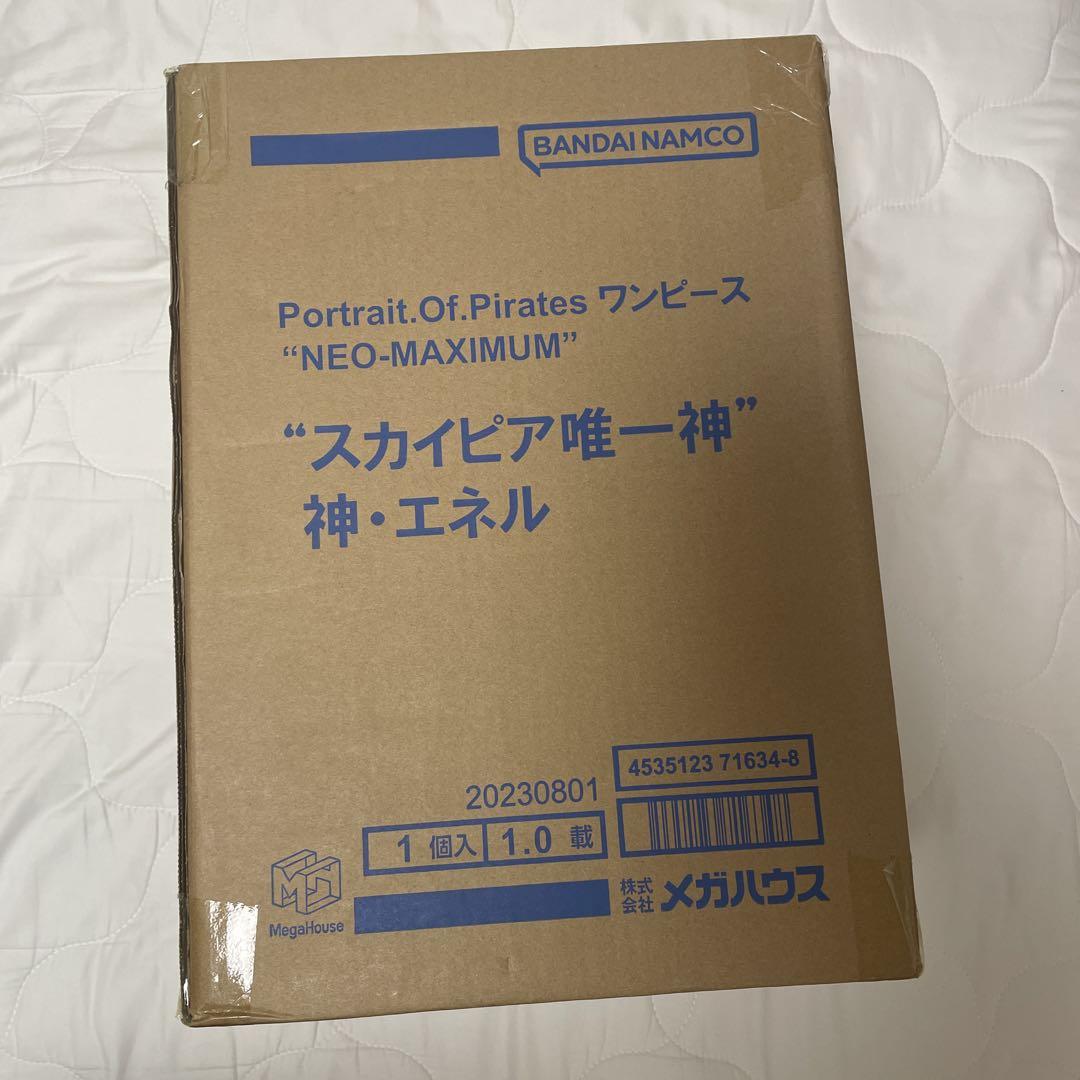 BANDAI NAMCO
Portrait.Of.Pirates ワンピース
“NEO-MAXIMUM”
“スカイピア唯一神”
神・エネル
4535123 71634-8
20230801
1 個入 1.0 載
MegaHouse
株式会社 メガハウス